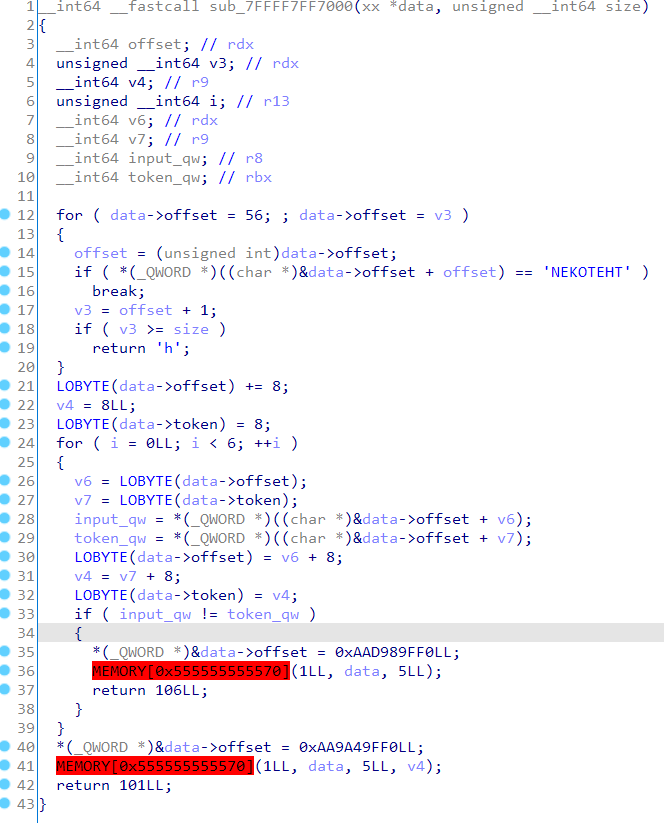 1 __int64 __fastcall sub_7FFFF7FF7000(xx *data, unsigned __int64 size)
2 {
3 __int64 offset; // rdx
4 unsigned __int64 v3; // rdx
5 __int64 v4; // r9
6 unsigned __int64 i; // r13
7 __int64 v6; // rdx
8 __int64 v7; // r9
9 __int64 input_qw; // r8
10 __int64 token_qw; // rbx
11
12 for ( data->offset = 56; ; data->offset = v3 )
13 {
14 offset = (unsigned int)data->offset;
15 if ( *(_QWORD *)((char *)&data->offset + offset) == 'NEKOTEHT' )
16 break;
17 v3 = offset + 1;
18 if ( v3 >= size )
19 return 'h';
20 }
21 LOBYTE(data->offset) += 8;
22 v4 = 8LL;
23 LOBYTE(data->token) = 8;
24 for ( i = 0LL; i < 6; ++i )
25 {
26 v6 = LOBYTE(data->offset);
27 v7 = LOBYTE(data->token);
28 input_qw = *(_QWORD *)((char *)&data->offset + v6);
29 token_qw = *(_QWORD *)((char *)&data->offset + v7);
30 LOBYTE(data->offset) = v6 + 8;
31 v4 = v7 + 8;
32 LOBYTE(data->token) = v4;
33 if ( input_qw != token_qw )
34 {
35 *(_QWORD *)&data->offset = 0xAAD989FF0LL;
36 MEMORY[0x555555555570](1LL, data, 5LL);
37 return 106LL;
38 }
39 }
40 *(_QWORD *)&data->offset = 0xAA9A49FF0LL;
41 MEMORY[0x555555555570](1LL, data, 5LL, v4);
42 return 101LL;
43 }